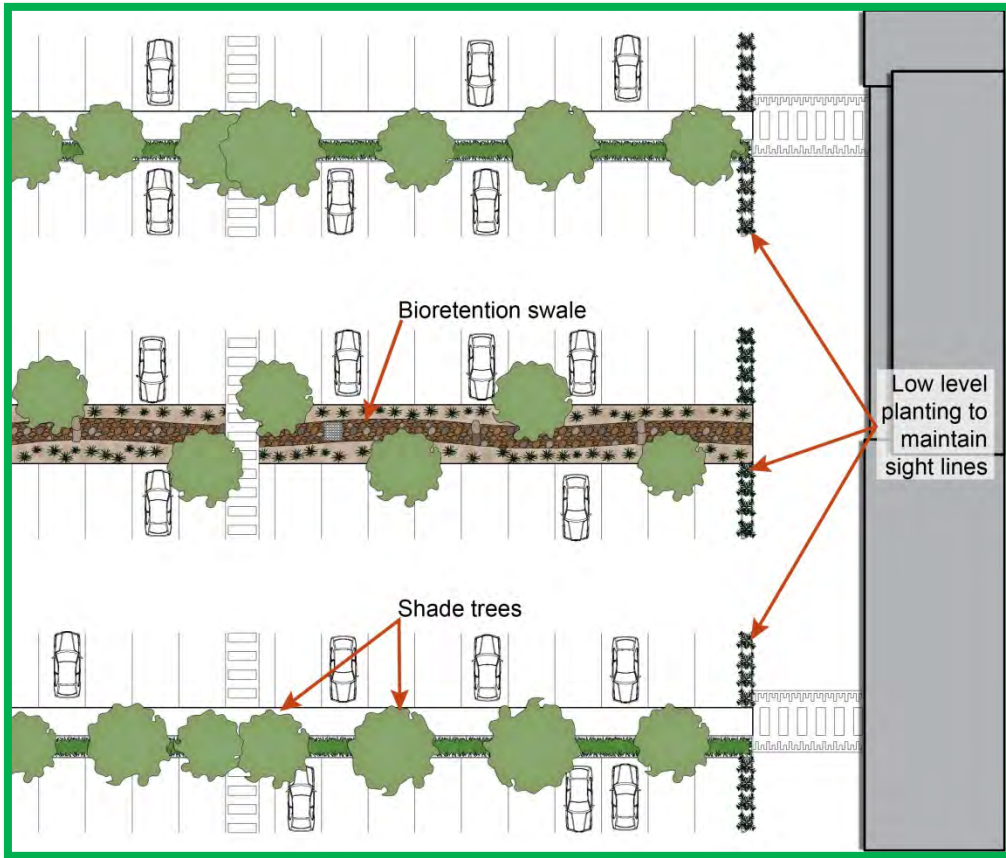 Bioretention swale
Low level
planting to
maintain
sight lines
Shade trees